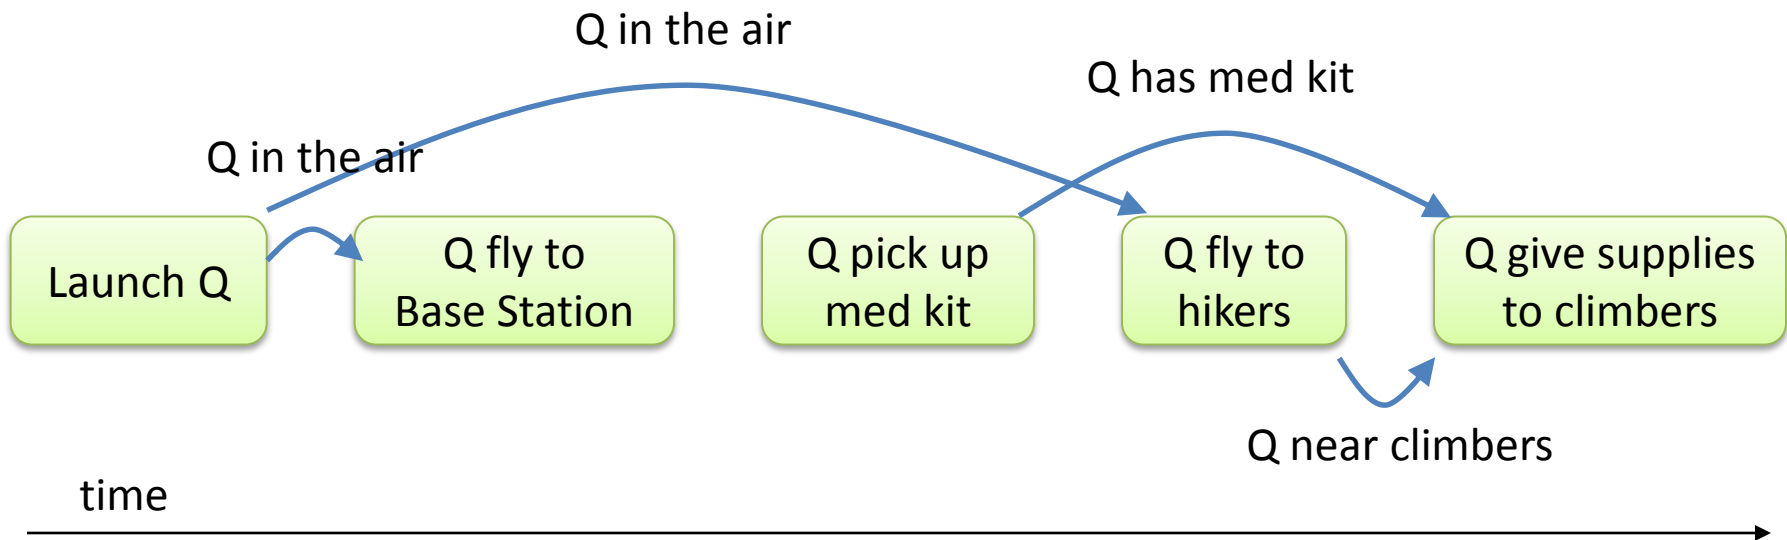 Q in the air
Q has med kit
Q in the air
Launch Q
Q fly to
Base Station
Q pick up
med kit
Q fly to
hikers
Q give supplies
to climbers
Q near climbers
time